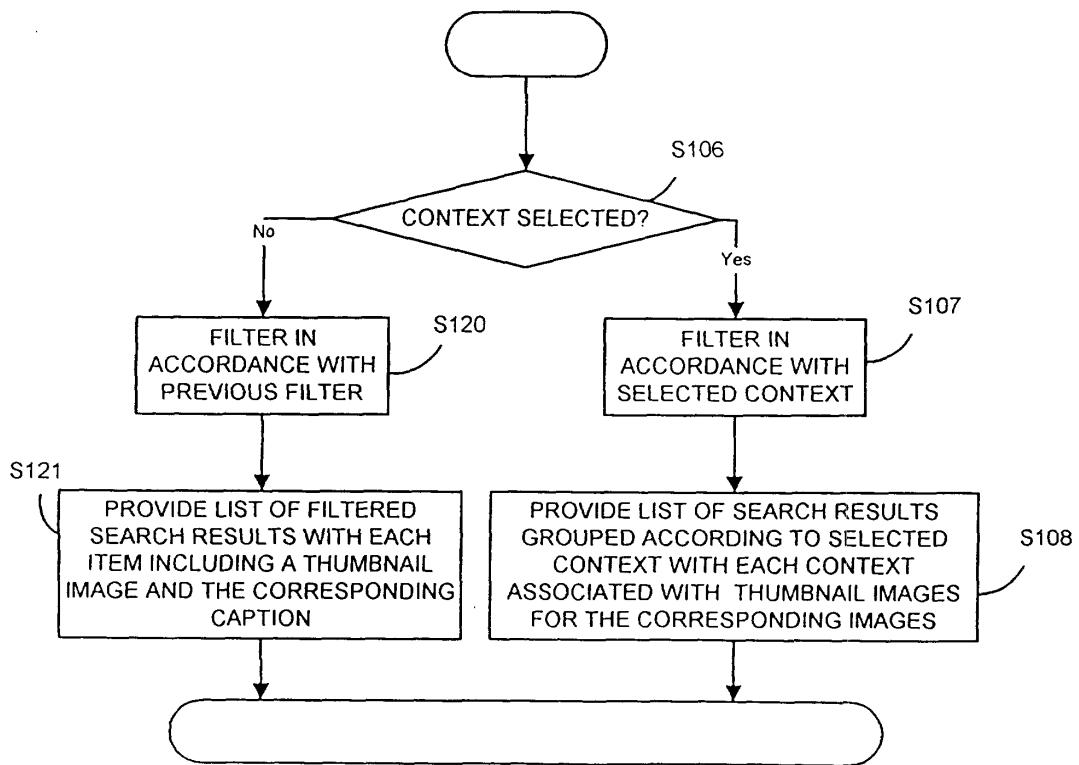 S106
CONTEXT SELECTED?
No
Yes
S120
FILTER IN
ACCORDANCE WITH
PREVIOUS FILTER
S107
FILTER IN
ACCORDANCE WITH
SELECTED CONTEXT
S121
PROVIDE LIST OF FILTERED
SEARCH RESULTS WITH EACH
ITEM INCLUDING A THUMBNAIL
IMAGE AND THE CORRESPONDING
CAPTION
PROVIDE LIST OF SEARCH RESULTS
GROUPED ACCORDING TO SELECTED
CONTEXT WITH EACH CONTEXT
ASSOCIATED WITH THUMBNAIL IMAGES
FOR THE CORRESPONDING IMAGES
S108